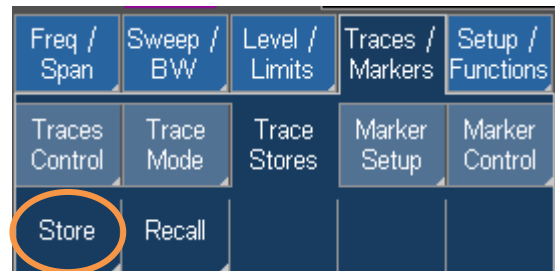 Freq / Span
Sweep / BW
Level / Limits
Traces / Markers
Setup / Functions
Traces Control
Trace Mode
Trace Stores
Marker Setup
Marker Control
Store
Recall